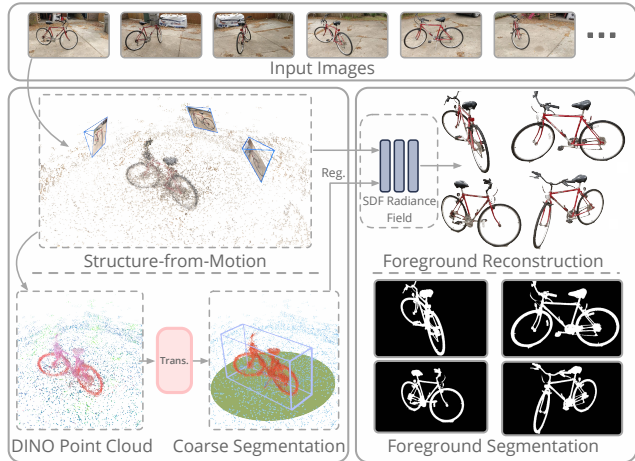 Input Images
Structure-from-Motion
Reg.
SDF Radiance
Field
Foreground Reconstruction
Trans.
DINO Point Cloud
Coarse Segmentation
Foreground Segmentation